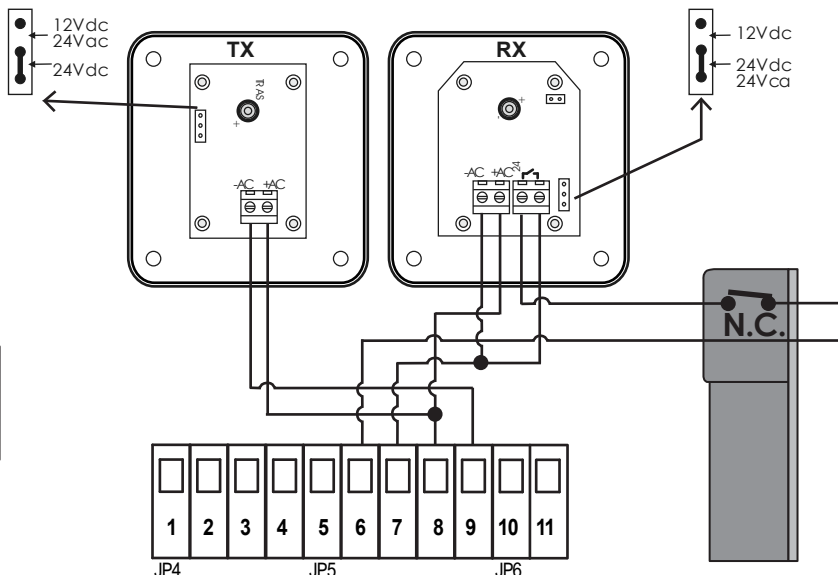 12Vdc
24Vac
24Vdc
TX
TRAS
+
-AC +AC
RX
- +
-AC +AC 24
12Vdc
24Vdc
24Vca
N.C.
1 2 3 4 5 6 7 8 9 10 11
JP4 JP5 JP6